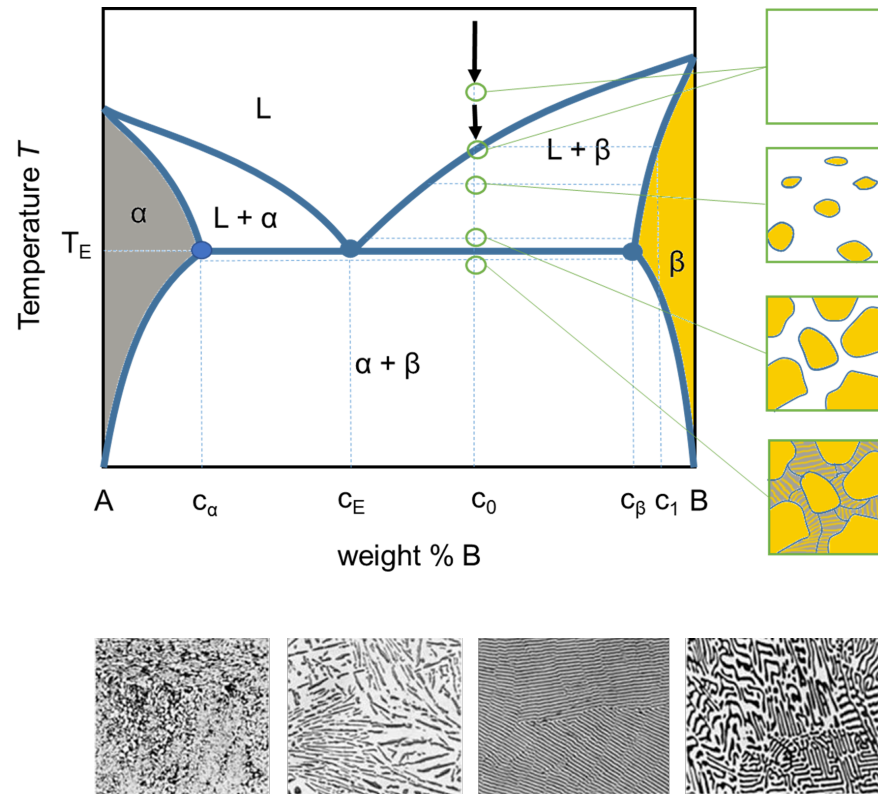 L
L + β
α
L + α
Temperature T
T_E
β
α + β
A c_α c_E c_0 c_β c_1 B
weight % B